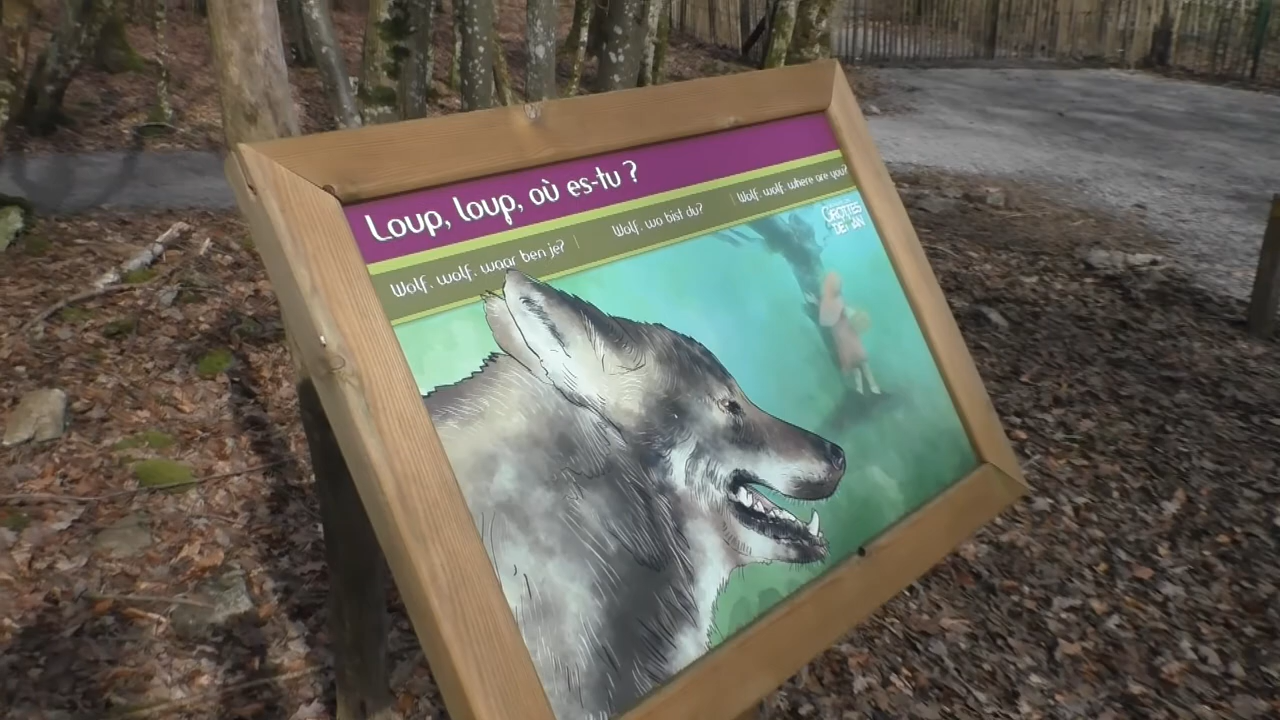 Loup, loup, où es-tu ?
Wolf, wolf, waar ben je? | Wolf, wo bist du? | Wolf, wolf, where are you?
GROTTES
DE HAN